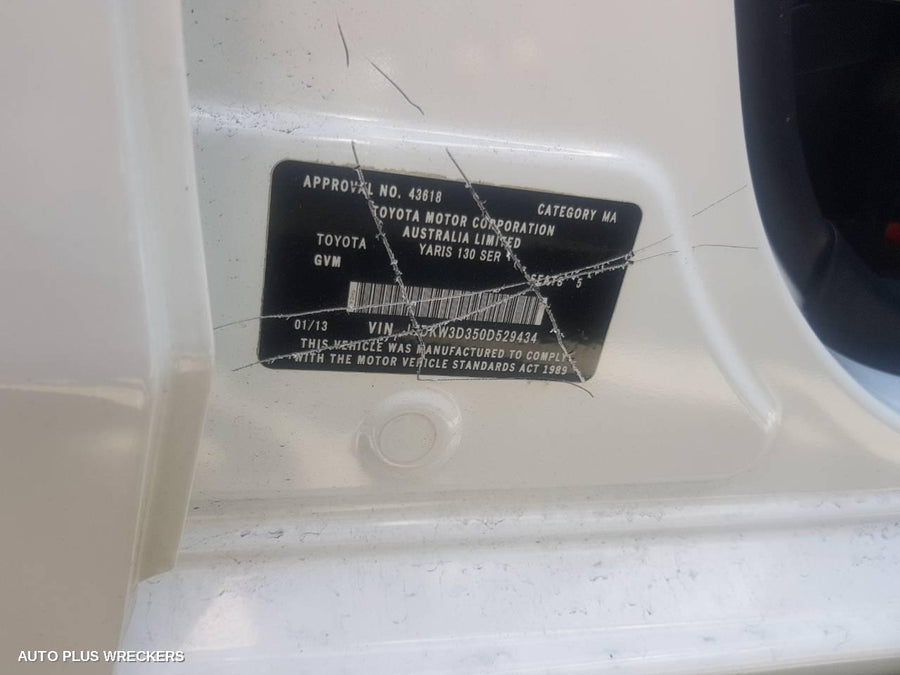 APPROVAL NO. 43618
CATEGORY MA
TOYOTA MOTOR CORPORATION
AUSTRALIA LIMITED
TOYOTA YARIS 130 SER
GVM SEATS 5
01/13 VIN
THIS VEHICLE WAS MANUFACTURED TO COMPLY
WITH THE MOTOR VEHICLE STANDARDS ACT 1989
AUTO PLUS WRECKERS